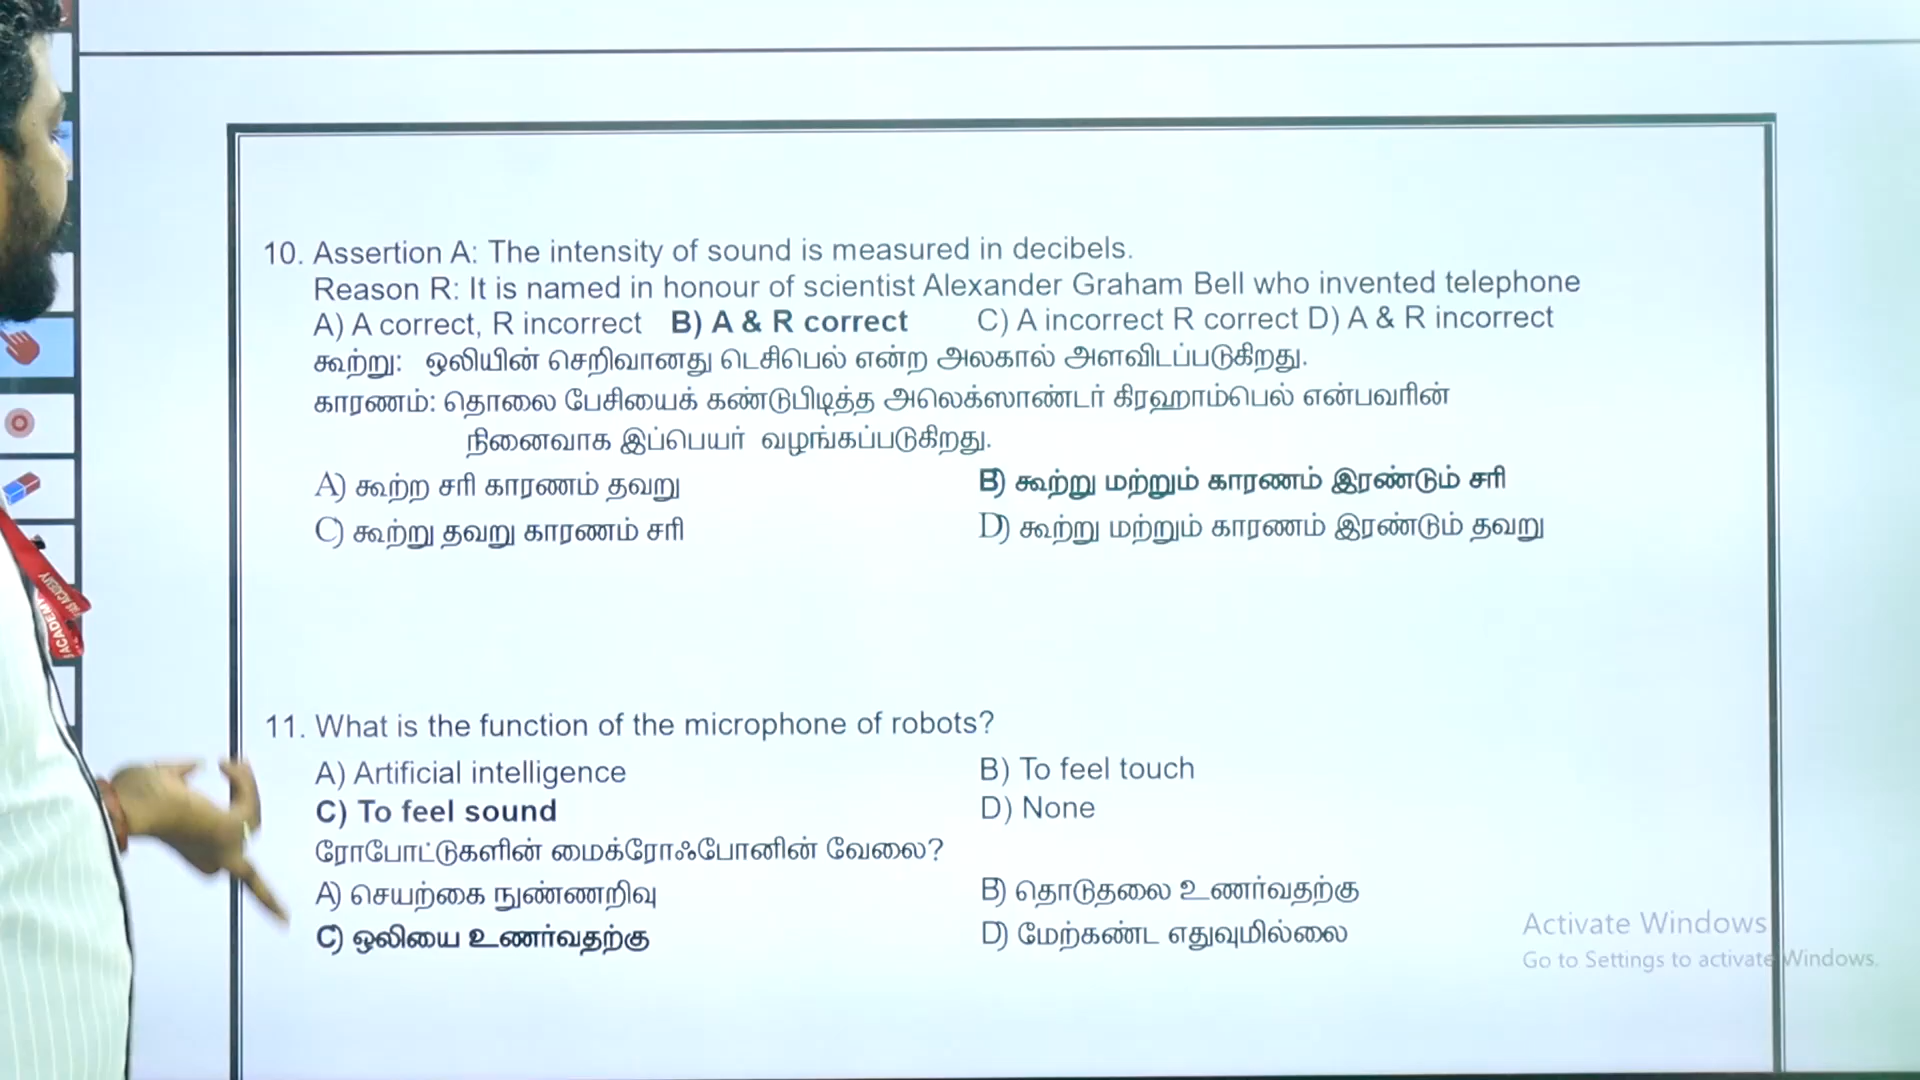 10. Assertion A: The intensity of sound is measured in decibels.
Reason R: It is named in honour of scientist Alexander Graham Bell who invented telephone
A) A correct, R incorrect B) A & R correct C) A incorrect R correct D) A & R incorrect
கூற்று: ஒலியின் செறிவானது டெசிபெல் என்ற அலகால் அளவிடப்படுகிறது.
காரணம்: தொலை பேசியைக் கண்டுபிடித்த அலெக்ஸாண்டர் கிரஹாம்பெல் என்பவரின்
நினைவாக இப்பெயர் வழங்கப்படுகிறது.
A) கூற்ற சரி காரணம் தவறு B) கூற்று மற்றும் காரணம் இரண்டும் சரி
C) கூற்று தவறு காரணம் சரி D) கூற்று மற்றும் காரணம் இரண்டும் தவறு
11. What is the function of the microphone of robots?
A) Artificial intelligence B) To feel touch
C) To feel sound D) None
ரோபோட்டுகளின் மைக்ரோஃபோனின் வேலை?
A) செயற்கை நுண்ணறிவு B) தொடுதலை உணர்வதற்கு
C) ஒலியை உணர்வதற்கு D) மேற்கண்ட எதுவுமில்லை
Activate Windows
Go to Settings to activate Windows.
ACADEMY
ACADEM